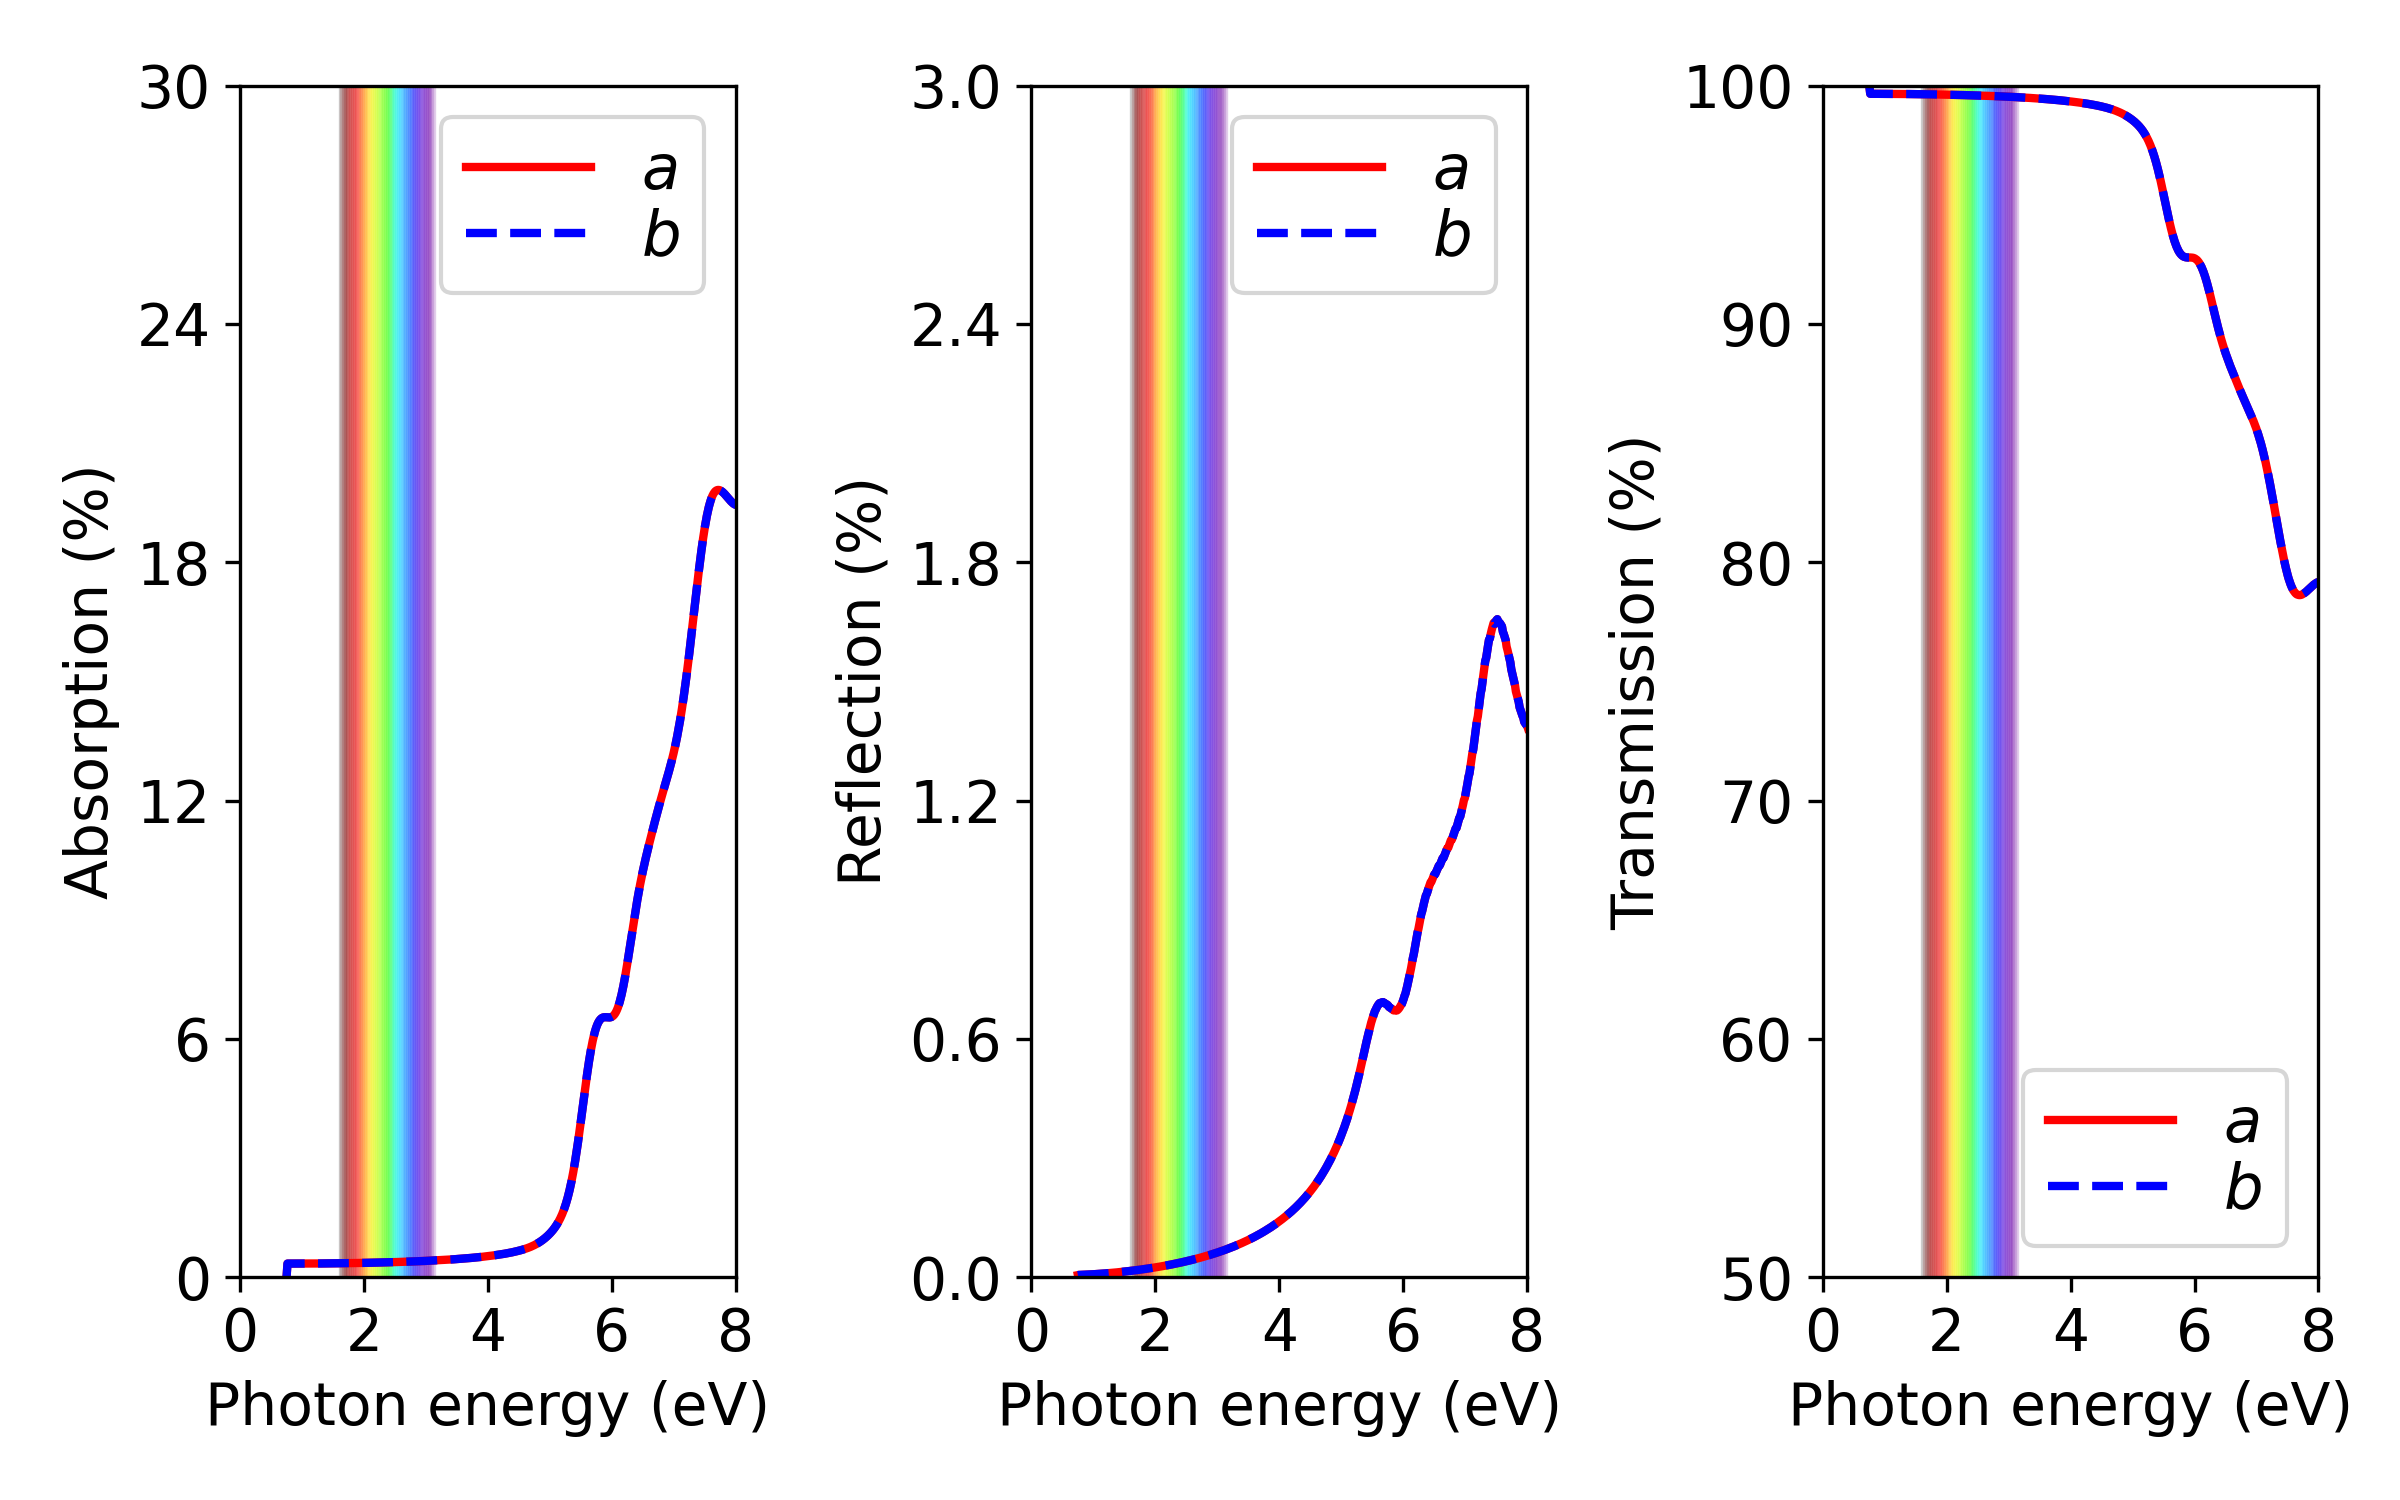 Absorption (%)
30
24
18
12
6
0
0 2 4 6 8
Photon energy (eV)
a
b
Reflection (%)
3.0
2.4
1.8
1.2
0.6
0.0
0 2 4 6 8
Photon energy (eV)
a
b
Transmission (%)
100
90
80
70
60
50
0 2 4 6 8
Photon energy (eV)
a
b